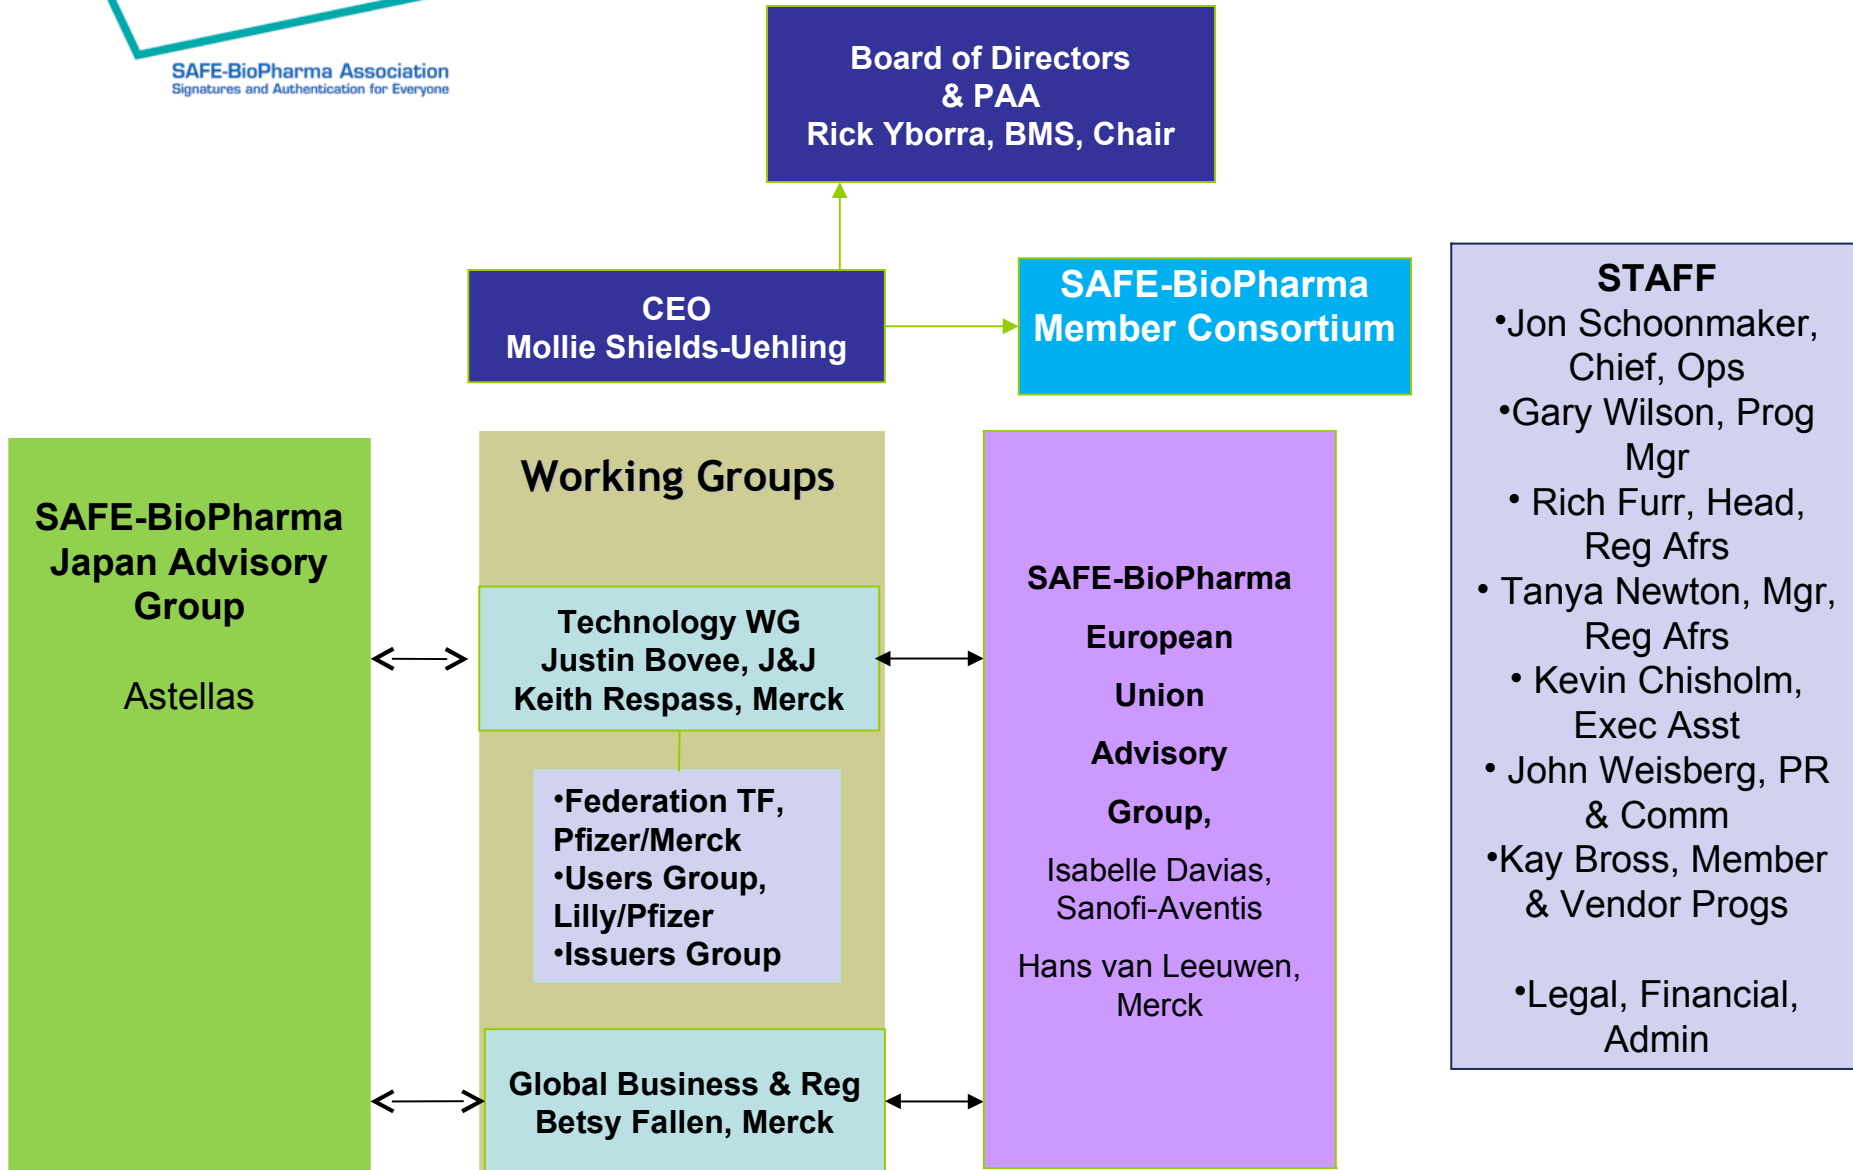 SAFE-BioPharma Association
Signatures and Authentication for Everyone
Board of Directors
& PAA
Rick Yborra, BMS, Chair
CEO
Mollie Shields-Uehling
SAFE-BioPharma
Member Consortium
SAFE-BioPharma
Japan Advisory
Group
Astellas
Working Groups
Technology WG
Justin Bovee, J&J
Keith Respass, Merck
•Federation TF,
Pfizer/Merck
•Users Group,
Lilly/Pfizer
•Issuers Group
Global Business & Reg
Betsy Fallen, Merck
SAFE-BioPharma
European
Union
Advisory
Group,
Isabelle Davias,
Sanofi-Aventis
Hans van Leeuwen,
Merck
STAFF
•Jon Schoonmaker,
Chief, Ops
•Gary Wilson, Prog
Mgr
• Rich Furr, Head,
Reg Afrs
• Tanya Newton, Mgr,
Reg Afrs
• Kevin Chisholm,
Exec Asst
• John Weisberg, PR
& Comm
•Kay Bross, Member
& Vendor Progs
•Legal, Financial,
Admin